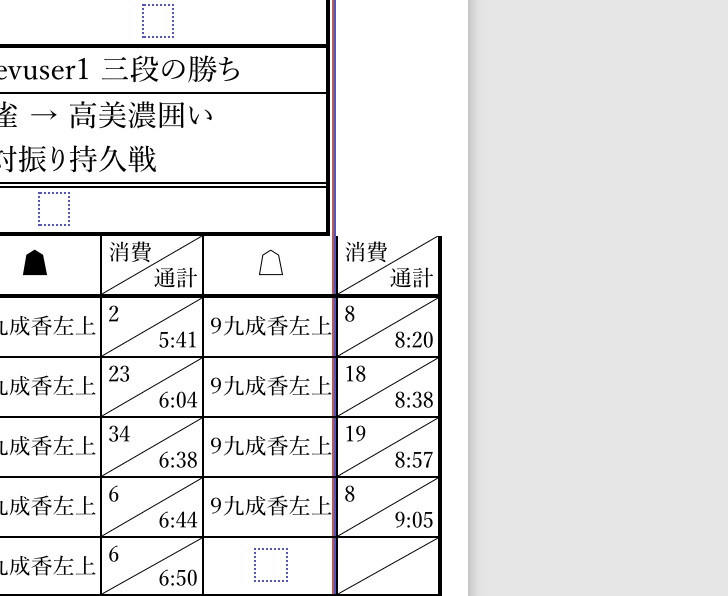 evuser1 三段の勝ち
雀 → 高美濃囲い
対振り持久戦
消費 通計 消費 通計
九成香左上 2 5:41 9九成香左上 8 8:20
九成香左上 23 6:04 9九成香左上 18 8:38
九成香左上 34 6:38 9九成香左上 19 8:57
九成香左上 6 6:44 9九成香左上 8 9:05
九成香左上 6 6:50